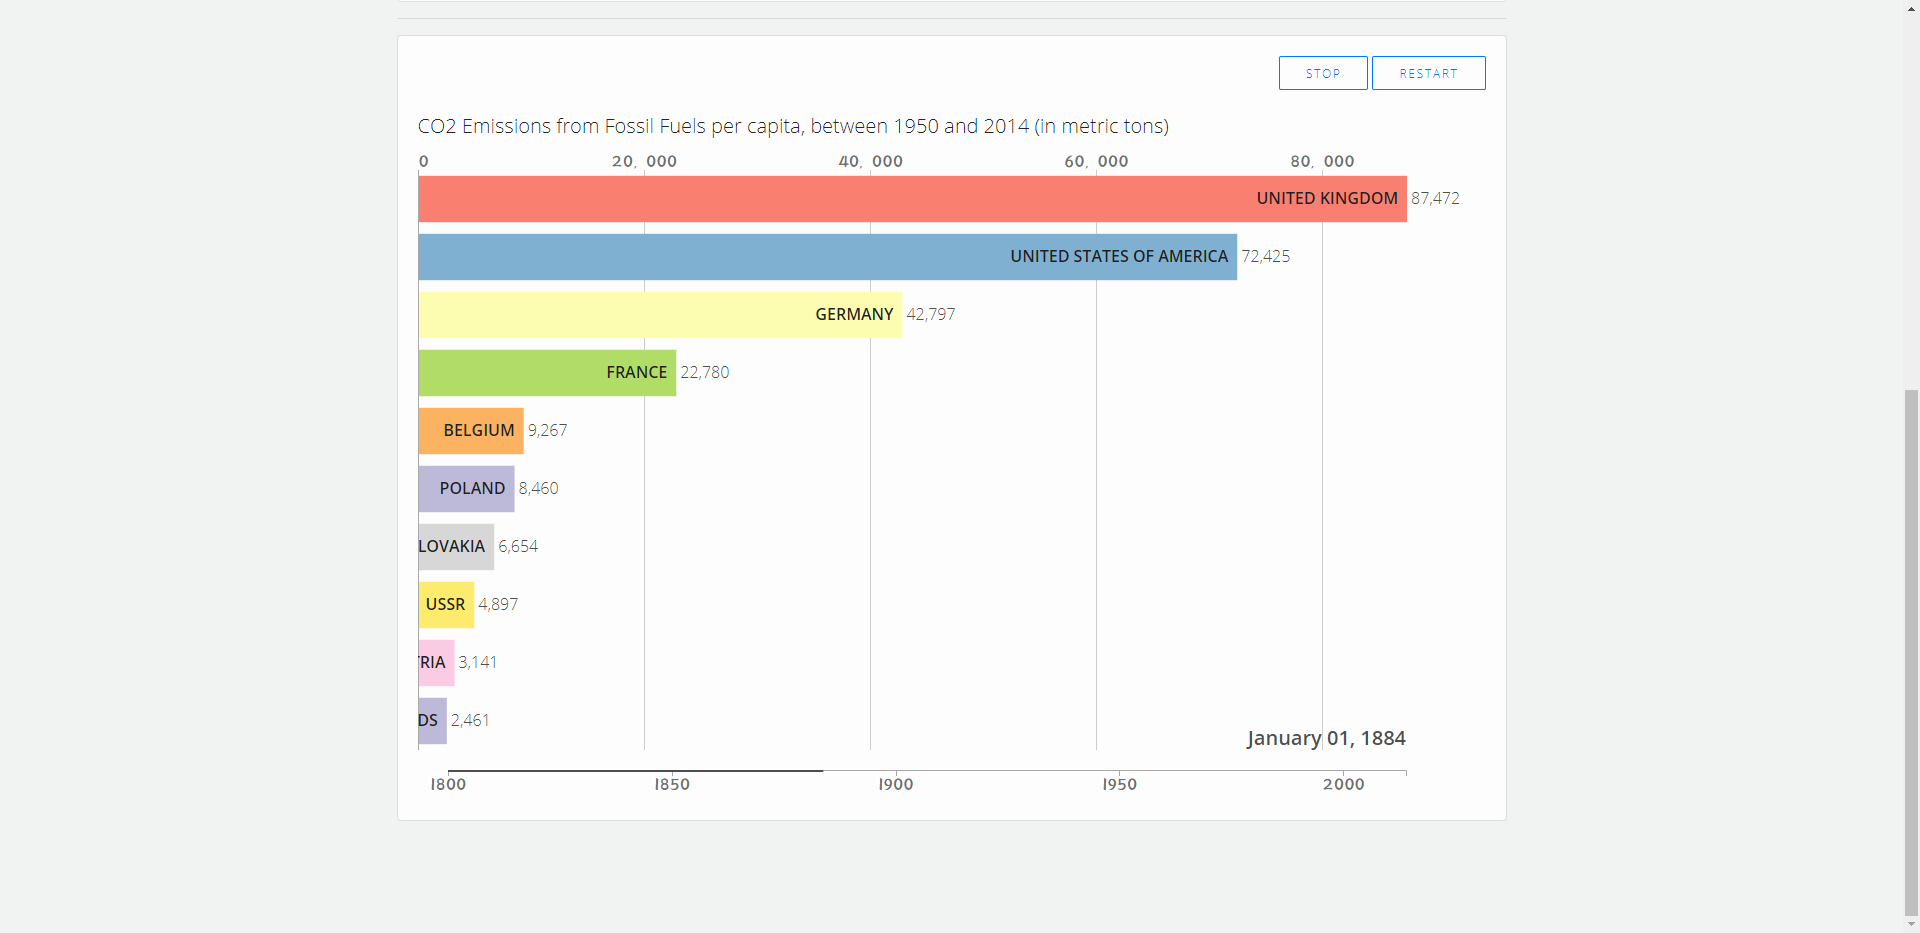 STOP RESTART
CO2 Emissions from Fossil Fuels per capita, between 1950 and 2014 (in metric tons)
0 20, 000 40, 000 60, 000 80, 000
UNITED KINGDOM 87,472
UNITED STATES OF AMERICA 72,425
GERMANY 42,797
FRANCE 22,780
BELGIUM 9,267
POLAND 8,460
LOVAKIA 6,654
USSR 4,897
TRIA 3,141
DS 2,461
January 01, 1884
1800 1850 1900 1950 2000